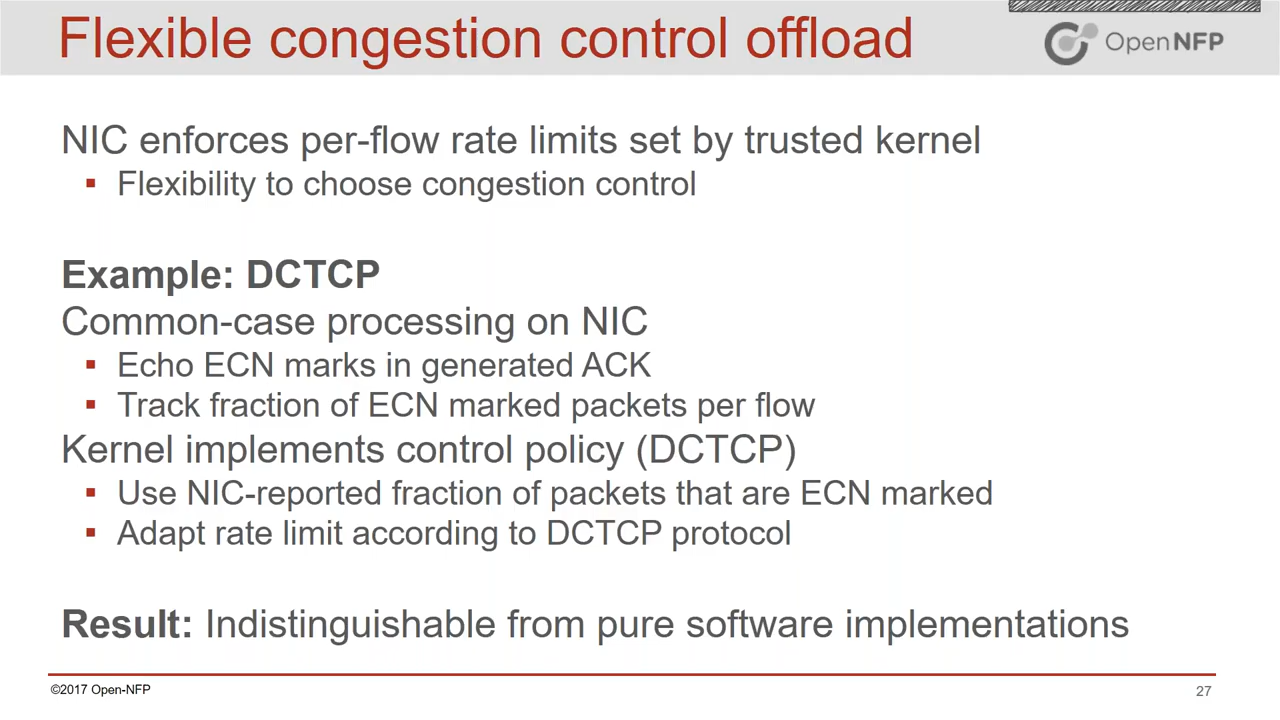 Flexible congestion control offload
OpenNFP
NIC enforces per-flow rate limits set by trusted kernel
▪ Flexibility to choose congestion control
Example: DCTCP
Common-case processing on NIC
▪ Echo ECN marks in generated ACK
▪ Track fraction of ECN marked packets per flow
Kernel implements control policy (DCTCP)
▪ Use NIC-reported fraction of packets that are ECN marked
▪ Adapt rate limit according to DCTCP protocol
Result: Indistinguishable from pure software implementations
©2017 Open-NFP
27